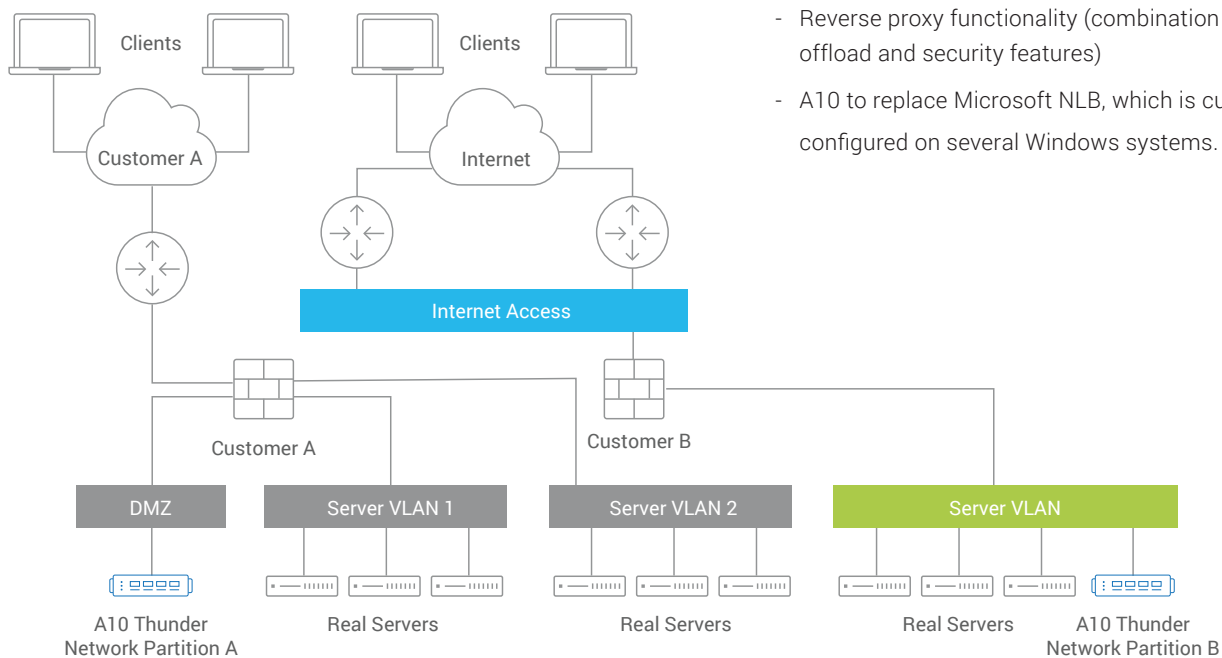 Clients
Clients
- Reverse proxy functionality (combination
offload and security features)
- A10 to replace Microsoft NLB, which is
configured on several Windows systems.
Customer A
Internet
Internet Access
Customer A
Customer B
DMZ
Server VLAN 1
Server VLAN 2
Server VLAN
A10 Thunder
Network Partition A
Real Servers
Real Servers
Real Servers
A10 Thunder
Network Partition B